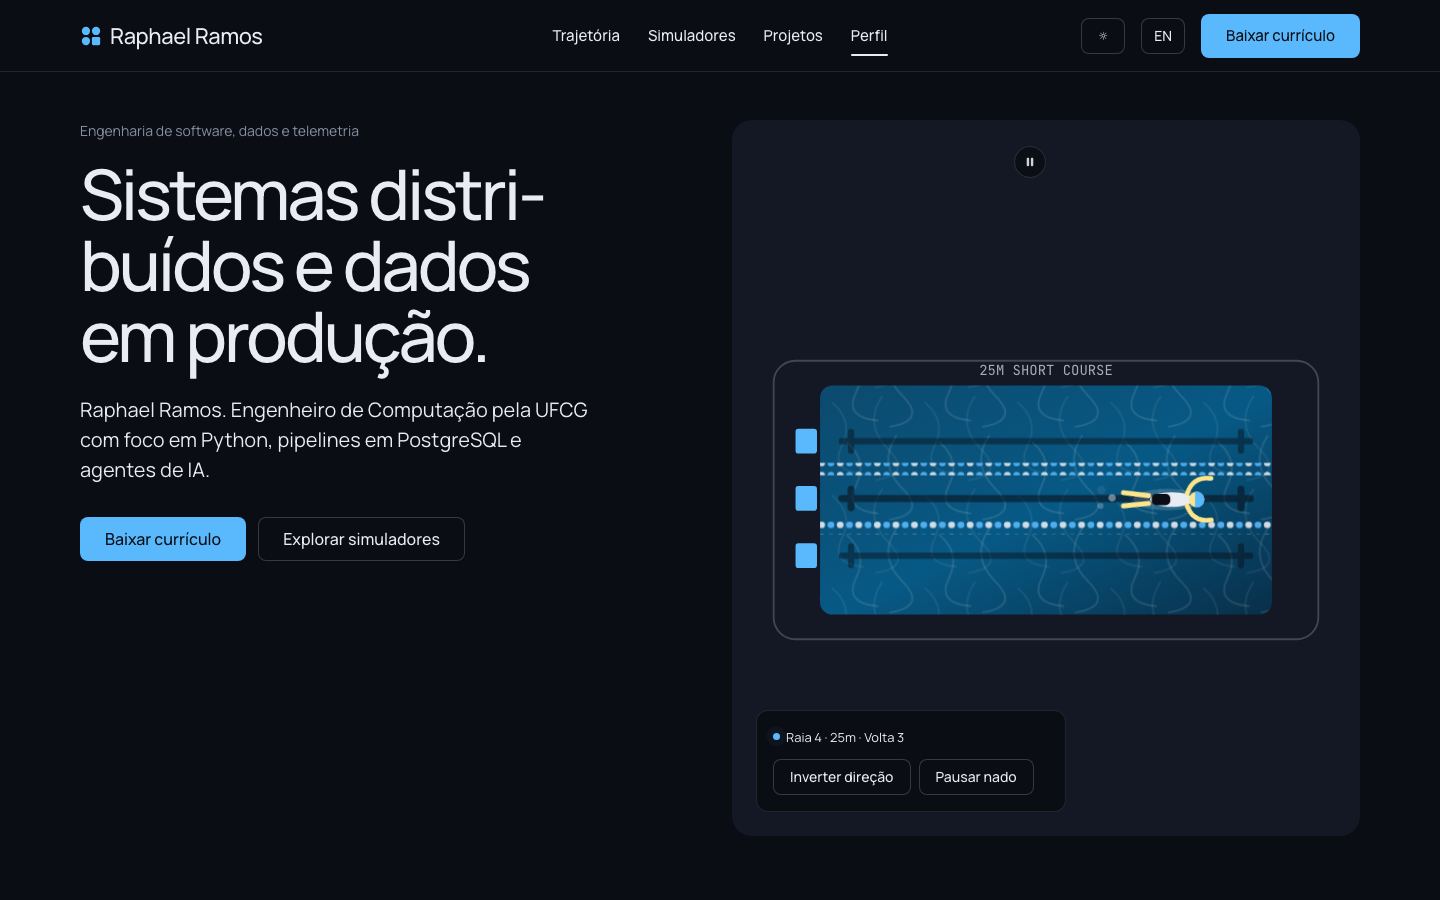 Raphael Ramos
Trajetória
Simuladores
Projetos
Perfil
EN
Baixar currículo
Engenharia de software, dados e telemetria
Sistemas distri-
buídos e dados
em produção.
Raphael Ramos. Engenheiro de Computação pela UFCG
com foco em Python, pipelines em PostgreSQL e
agentes de IA.
Baixar currículo
Explorar simuladores
25M SHORT COURSE
Raia 4 · 25m · Volta 3
Inverter direção
Pausar nado